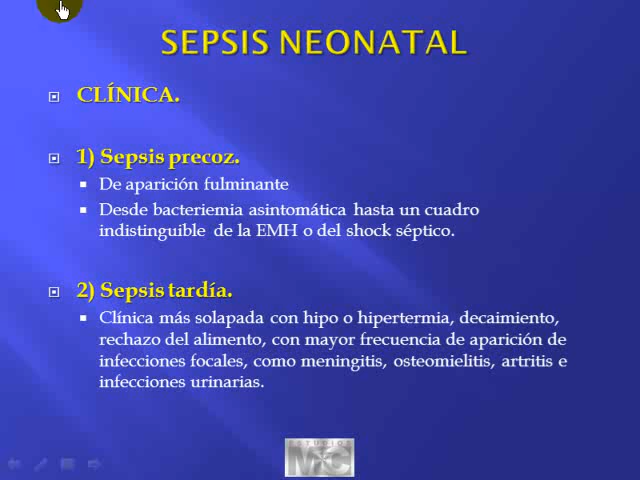 SEPSIS NEONATAL
CLÍNICA.
1) Sepsis precoz.
De aparición fulminante
Desde bacteriemia asintomática hasta un cuadro
indistinguible de la EMH o del shock séptico.
2) Sepsis tardía.
Clínica más solapada con hipo o hipertermia, decaimiento,
rechazo del alimento, con mayor frecuencia de aparición de
infecciones focales, como meningitis, osteomielitis, artritis e
infecciones urinarias.
ESTUDIOS
MC